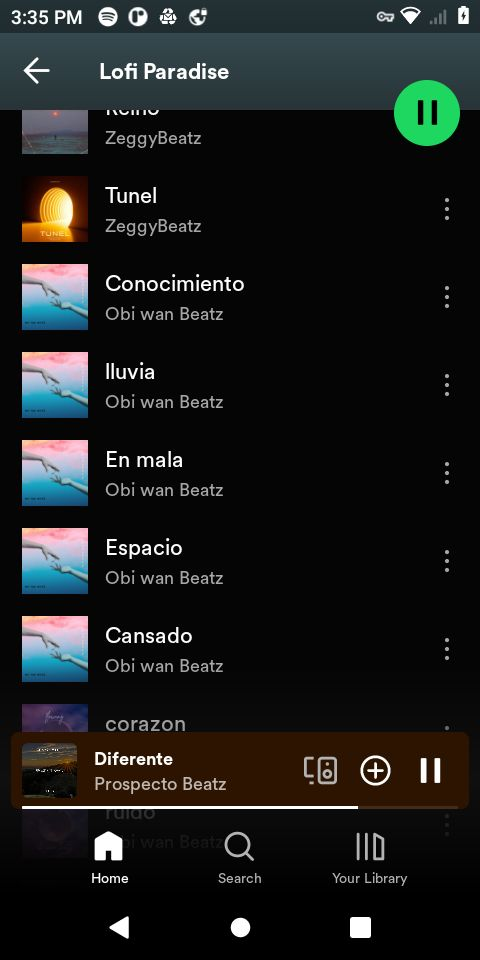 3:35 PM
Lofi Paradise
Reino
ZeggyBeatz
Tunel
ZeggyBeatz
TUNEL
Conocimiento
Obi wan Beatz
lluvia
Obi wan Beatz
En mala
Obi wan Beatz
Espacio
Obi wan Beatz
Cansado
Obi wan Beatz
corazon
Diferente
Prospecto Beatz
ruido
Obi wan Beatz
Home
Search
Your Library